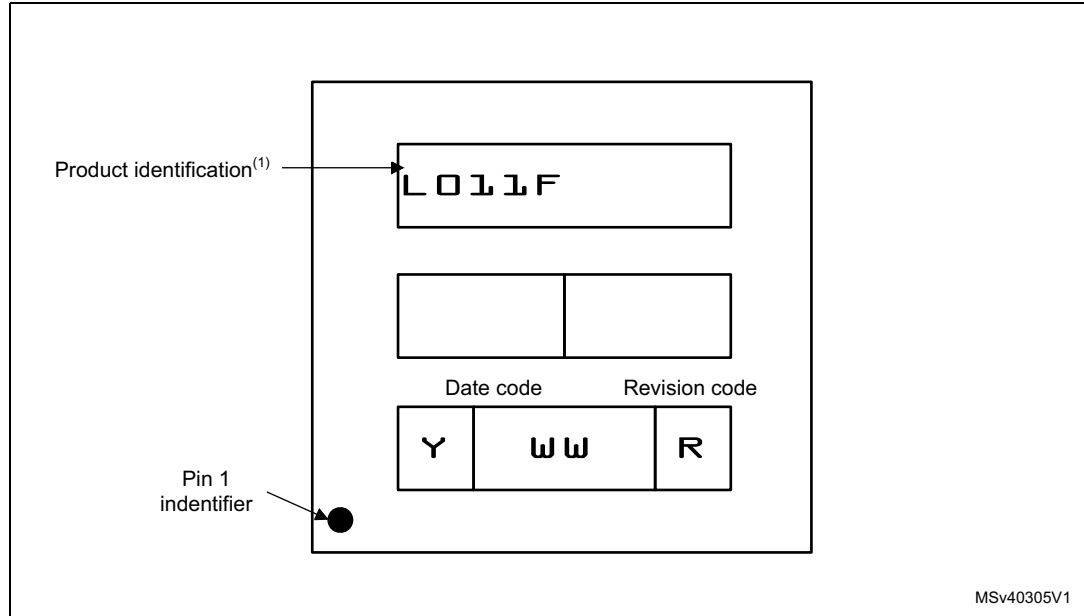 Product identification(1)
L011F
Date code Revision code
Y WW R
Pin 1
indentifier
MSv40305V1